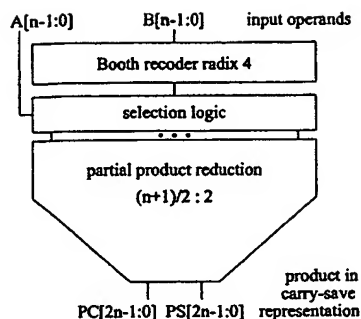 A[n-1:0] B[n-1:0] input operands
Booth recoder radix 4
selection logic
partial product reduction
(n+1)/2 : 2
product in
carry-save
PC[2n-1:0] PS[2n-1:0] representation